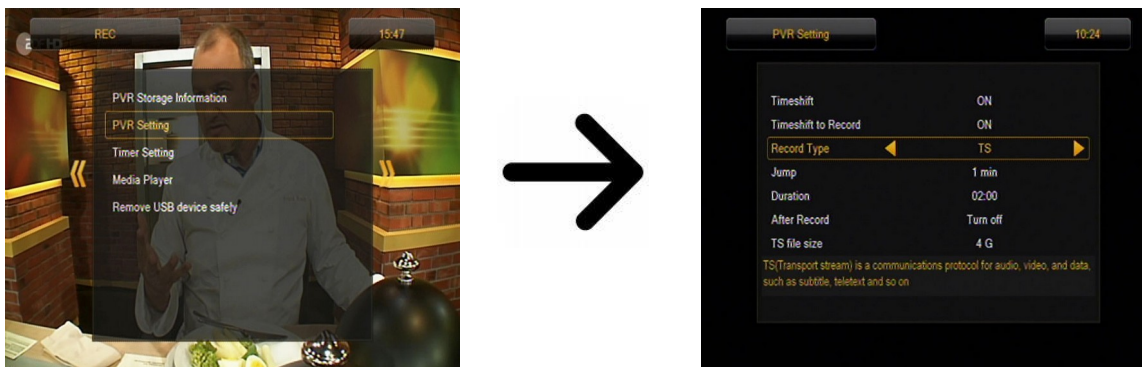 REC
15:47
PVR Storage Information
PVR Setting
Timer Setting
Media Player
Remove USB device safely
PVR Setting
10:24
Timeshift ON
Timeshift to Record ON
Record Type TS
Jump 1 min
Duration 02:00
After Record Turn off
TS file size 4 G
TS(Transport stream) is a communications protocol for audio, video, and data,
such as subtitle, teletext and so on